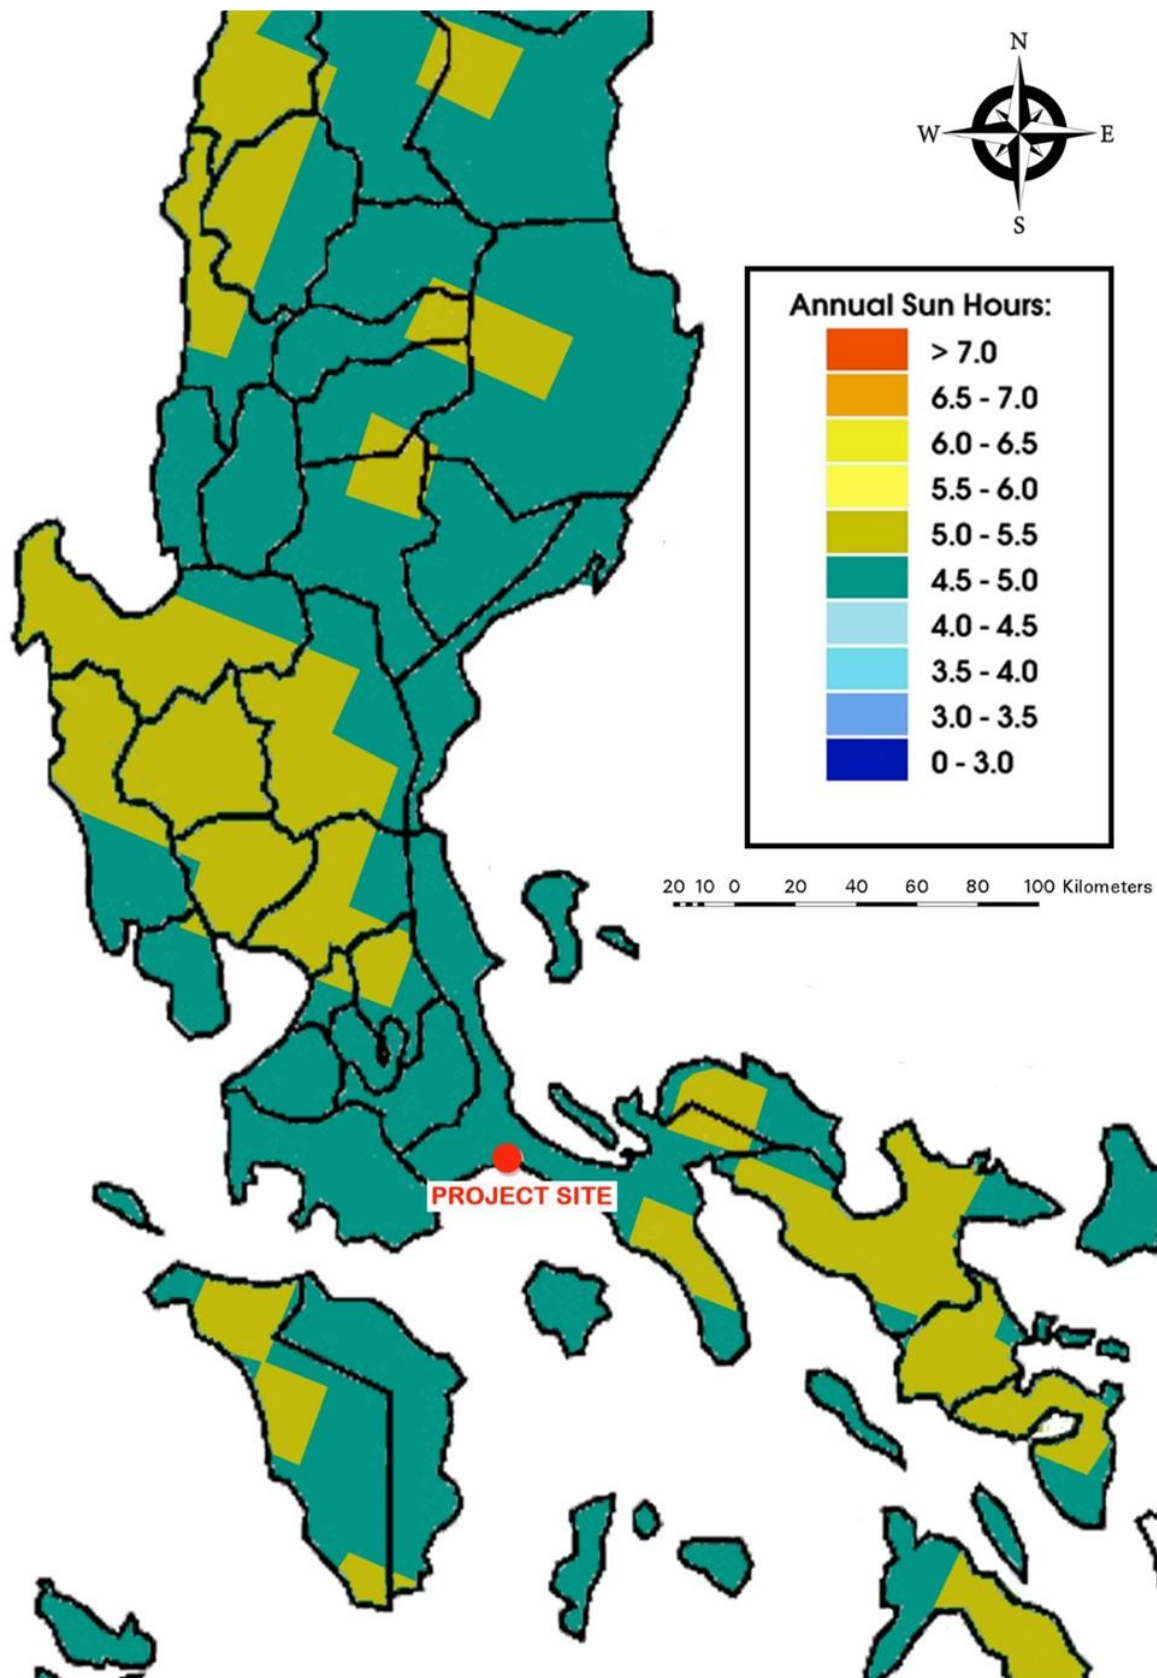 N
W E
S
Annual Sun Hours:
> 7.0
6.5 - 7.0
6.0 - 6.5
5.5 - 6.0
5.0 - 5.5
4.5 - 5.0
4.0 - 4.5
3.5 - 4.0
3.0 - 3.5
0 - 3.0
20 10 0 20 40 60 80 100 Kilometers
PROJECT SITE